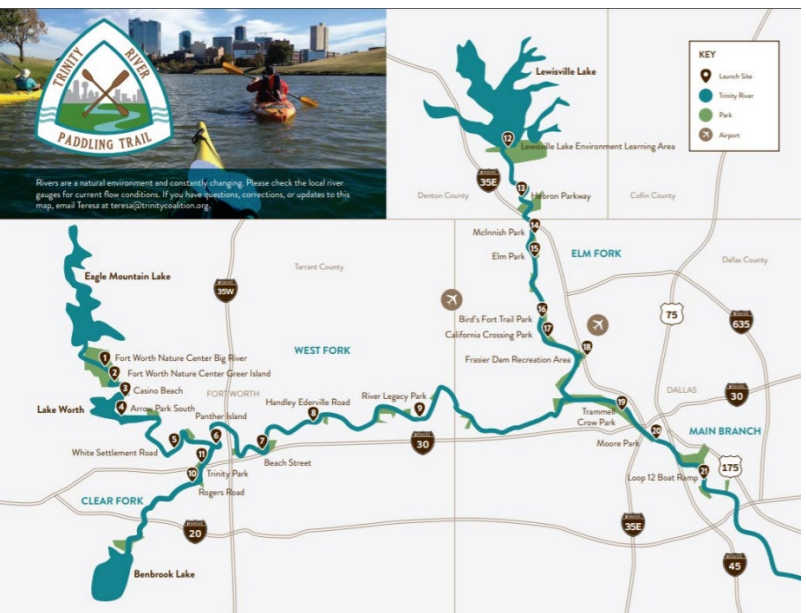 TRINITY RIVER
PADDLING TRAIL
Rivers are a natural environment and constantly changing. Please check the local river
gauges for current flow conditions. If you have questions, corrections, or updates to this
map, email Teresa at teresa@trinitycoalition.org.
KEY
Launch Site
Trinity River
Park
Airport
Lewisville Lake
12
Lewisville Lake Environment Learning Area
35E
13
Hebron Parkway
Denton County
Collin County
14
McInnish Park
15
Elm Park
ELM FORK
Dallas County
Tarrant County
Eagle Mountain Lake
35W
75
635
16
Bird's Fort Trail Park
17
California Crossing Park
18
Frasier Dam Recreation Area
WEST FORK
1
Fort Worth Nature Center Big River
2
Fort Worth Nature Center Greer Island
3
Casino Beach
FORT WORTH
DALLAS
30
Lake Worth
4
Arrow Park South
Panther Island
Handley Ederville Road
8
River Legacy Park
9
19
Trammell
Crow Park
20
Moore Park
MAIN BRANCH
5
White Settlement Road
6
7
Beach Street
30
11
Trinity Park
10
Rogers Road
21
Loop 12 Boat Ramp
175
CLEAR FORK
20
35E
45
Benbrook Lake